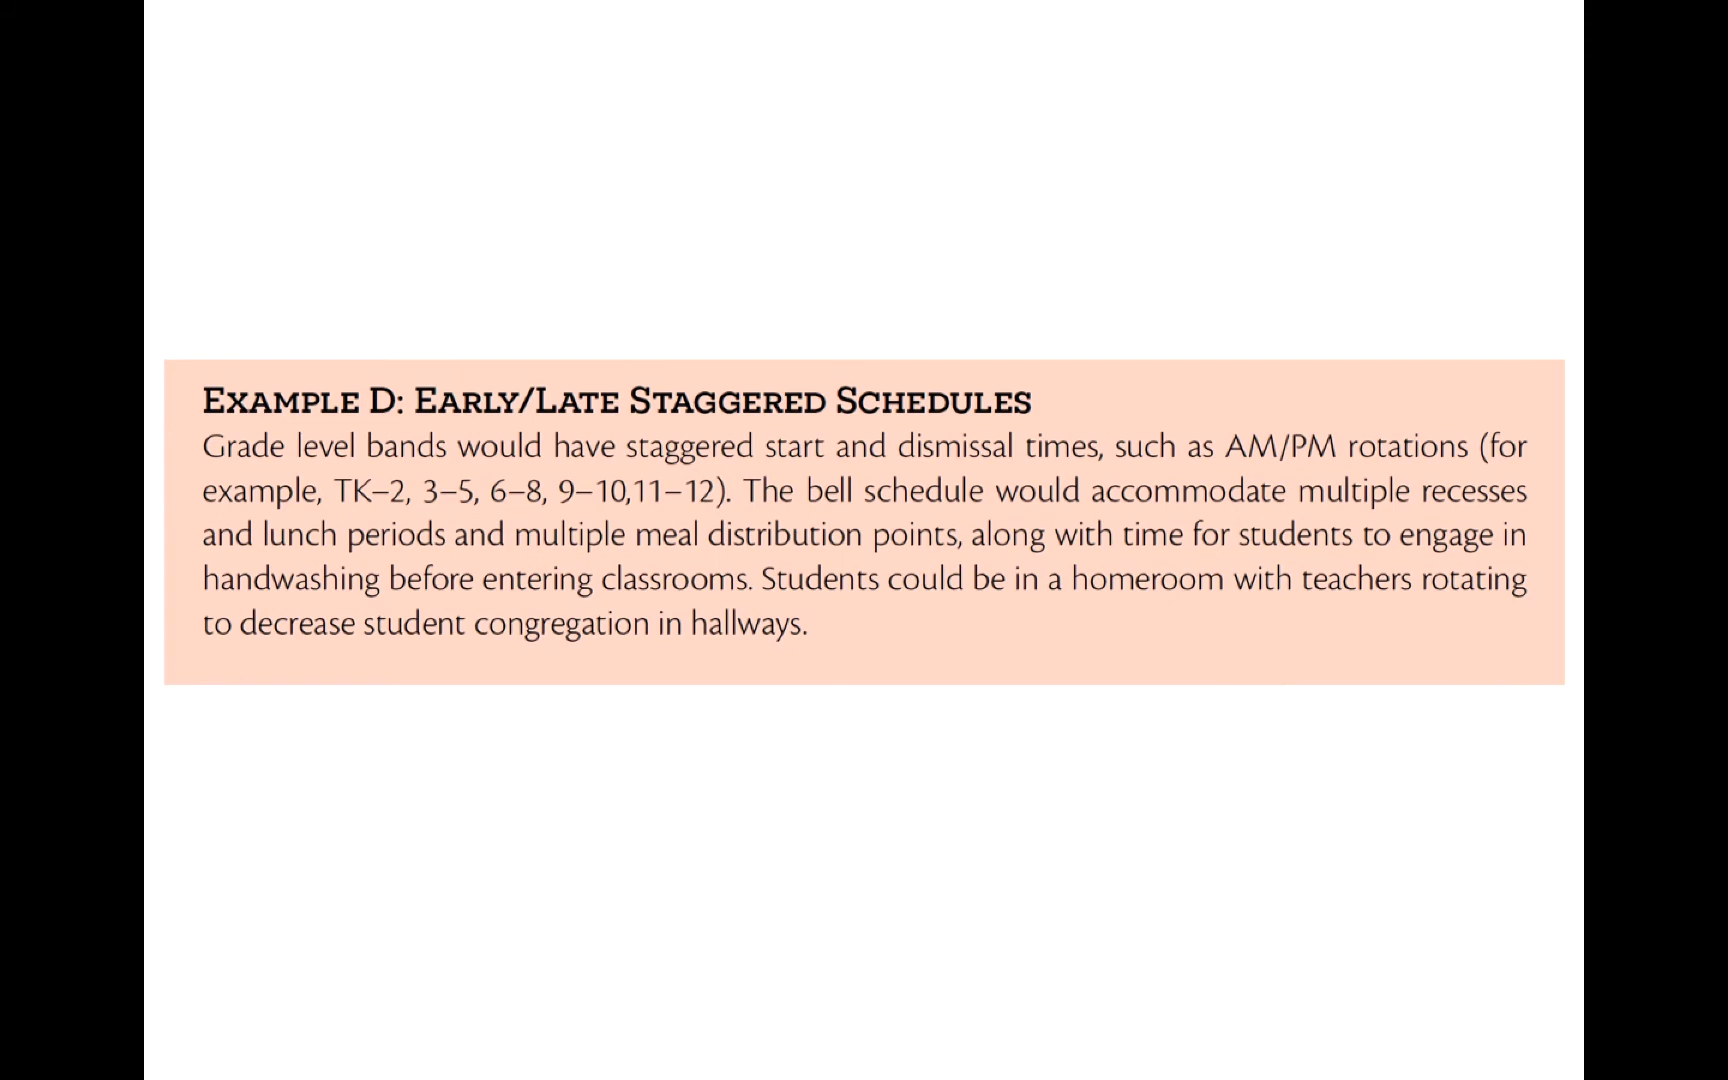 EXAMPLE D: EARLY/LATE STAGGERED SCHEDULES
Grade level bands would have staggered start and dismissal times, such as AM/PM rotations (for
example, TK–2, 3–5, 6–8, 9–10,11–12). The bell schedule would accommodate multiple recesses
and lunch periods and multiple meal distribution points, along with time for students to engage in
handwashing before entering classrooms. Students could be in a homeroom with teachers rotating
to decrease student congregation in hallways.